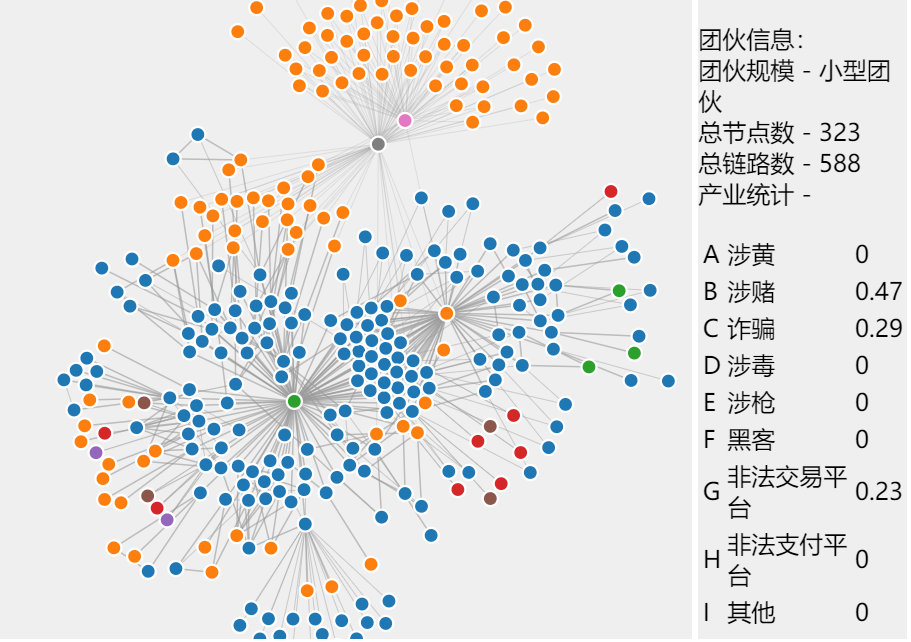 团伙信息:
团伙规模 - 小型团
伙
总节点数 - 323
总链路数 - 588
产业统计 -
A 涉黄 0
B 涉赌 0.47
C 诈骗 0.29
D 涉毒 0
E 涉枪 0
F 黑客 0
G 非法交易平
台 0.23
H 非法支付平
台 0
I 其他 0